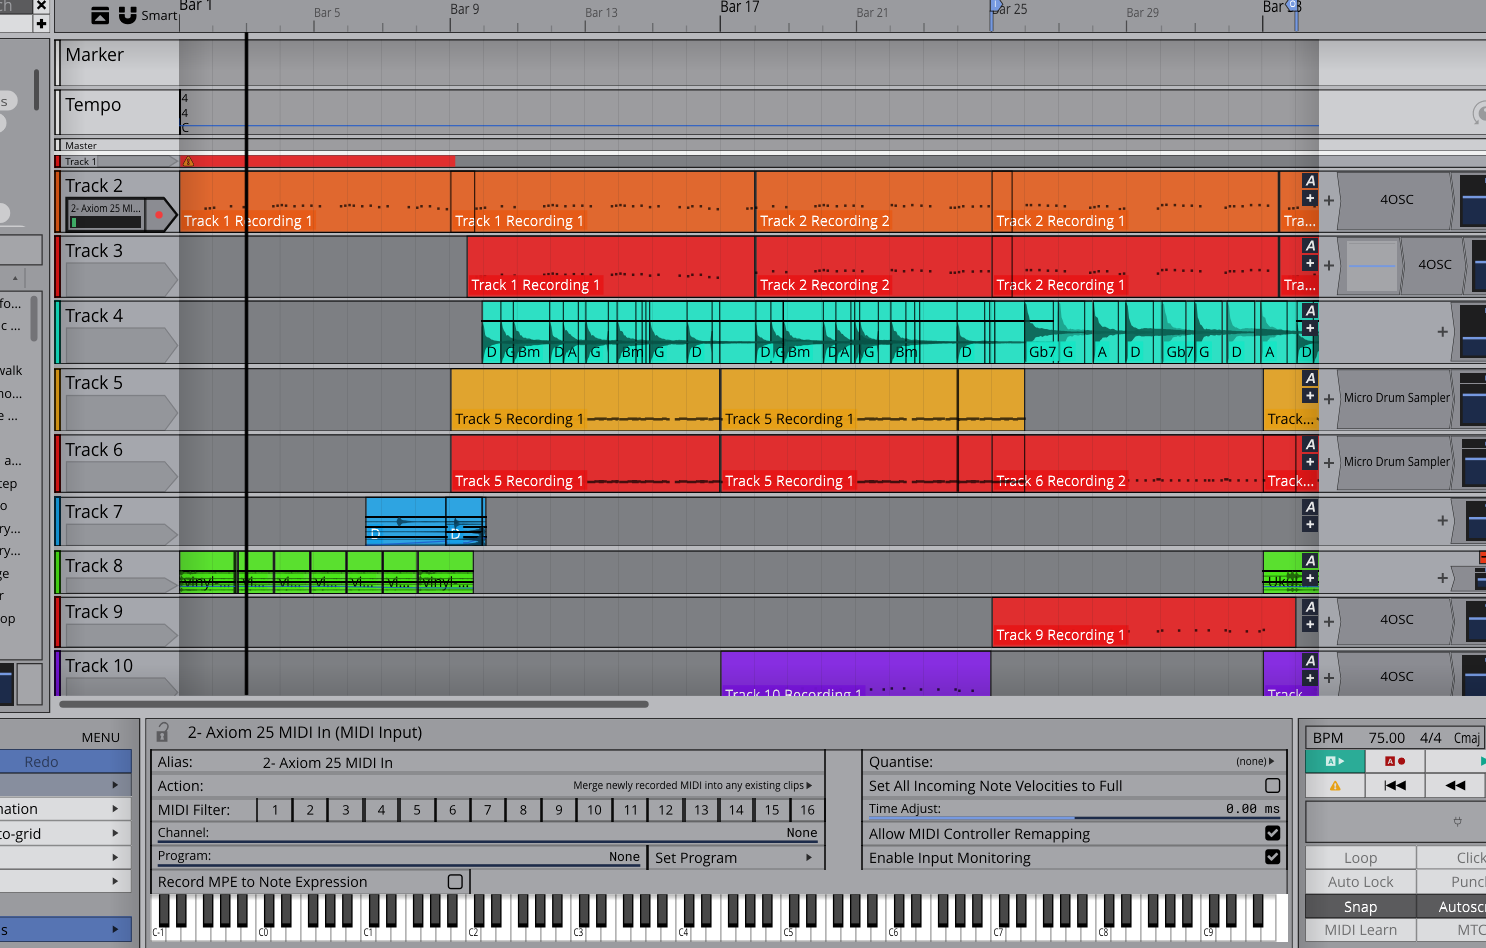 Smart
Bar 1
Bar 5
Bar 9
Bar 13
Bar 17
Bar 21
Bar 25
Bar 29
Marker
Tempo
4
4
C
Master
Track 1
Track 2
2- Axiom 25 MI...
Track 1 Recording 1
Track 1 Recording 1
Track 2 Recording 2
Track 2 Recording 1
Tra...
A
+
+
4OSC
Track 3
Track 1 Recording 1
Track 2 Recording 2
Track 2 Recording 1
Tra...
A
+
+
4OSC
Track 4
D G Bm D A G Bm G D D G Bm D A G Bm D Gb7 G A D Gb7 G D A D
A
+
+
Track 5
Track 5 Recording 1
Track 5 Recording 1
Track...
A
+
+
Micro Drum Sampler
Track 6
Track 5 Recording 1
Track 5 Recording 1
Track 6 Recording 2
Track...
A
+
+
Micro Drum Sampler
Track 7
D
D
A
+
+
Track 8
vinyl ...
vi...
vi...
vi...
vi...
vi...
vinyl ...
A
+
+
Track 9
Track 9 Recording 1
A
+
+
4OSC
Track 10
Track 10 Recording 1
Track
A
+
+
4OSC
fo...
c ...
walk
no...
e ...
a...
tep
o
ry...
ry...
ge
r
op
MENU
Redo
nation
to-grid
s
2- Axiom 25 MIDI In (MIDI Input)
Alias: 2- Axiom 25 MIDI In
Action: Merge newly recorded MIDI into any existing clips
MIDI Filter: 1 2 3 4 5 6 7 8 9 10 11 12 13 14 15 16
Channel: None
Program: None
Set Program
Record MPE to Note Expression
Quantise: (none)
Set All Incoming Note Velocities to Full
Time Adjust: 0.00 ms
Allow MIDI Controller Remapping
Enable Input Monitoring
C-1 C0 C1 C2 C3 C4 C5 C6 C7 C8 C9
BPM 75.00 4/4 Cmaj
A
A
Loop
Click
Auto Lock
Punc
Snap
Autoscr
MIDI Learn
MTC